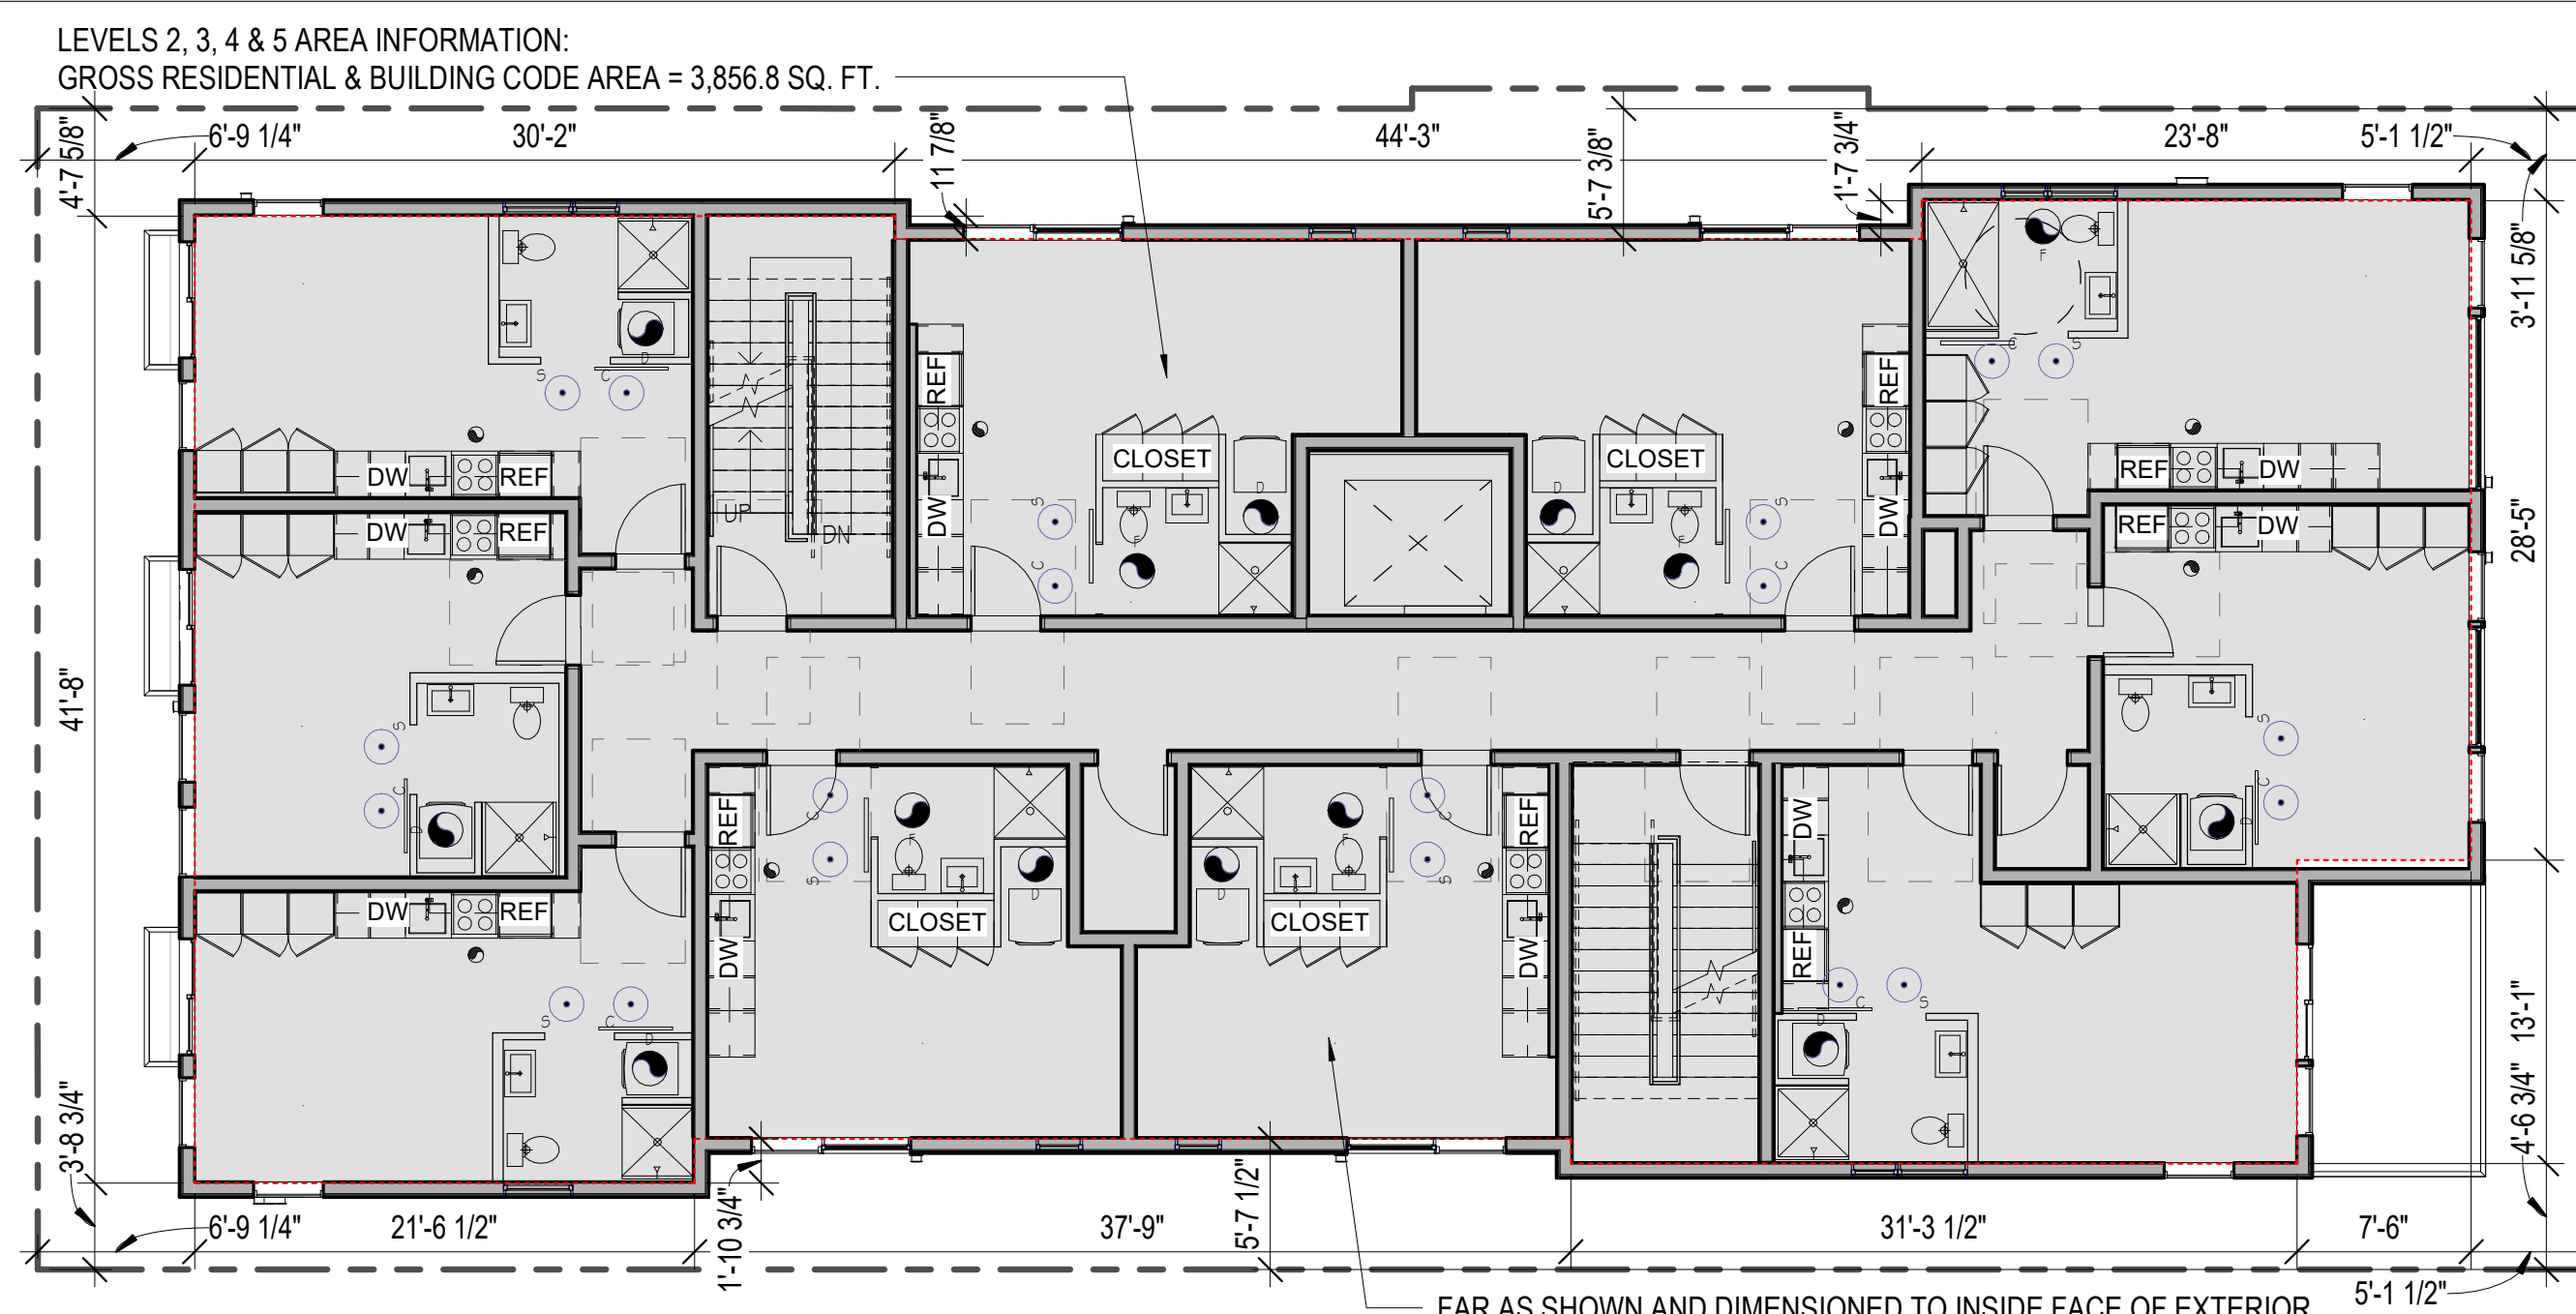 LEVELS 2, 3, 4 & 5 AREA INFORMATION:
GROSS RESIDENTIAL & BUILDING CODE AREA = 3,856.8 SQ. FT.
6'-9 1/4"
30'-2"
44'-3"
23'-8"
5'-1 1/2"
4'-7 5/8"
11 7/8"
5'-7 3/8"
1'-7 3/4"
3'-11 5/8"
F
D
S
C
C
S
REF
REF
DW
REF
CLOSET
CLOSET
REF
DW
DW
REF
UP
DN
DW
S
C
D
F
D
F
S
C
DW
REF
DW
28'-5"
41'-8"
S
C
D
S
C
D
REF
DW
C
S
F
D
CLOSET
D
F
CLOSET
C
S
REF
DW
DW
REF
C
S
D
DW
REF
S
C
D
13'-1"
4'-6 3/4"
3'-8 3/4"
6'-9 1/4"
21'-6 1/2"
1'-10 3/4"
37'-9"
5'-7 1/2"
31'-3 1/2"
7'-6"
5'-1 1/2"
FAR AS SHOWN AND DIMENSIONED TO INSIDE FACE OF EXTERIOR